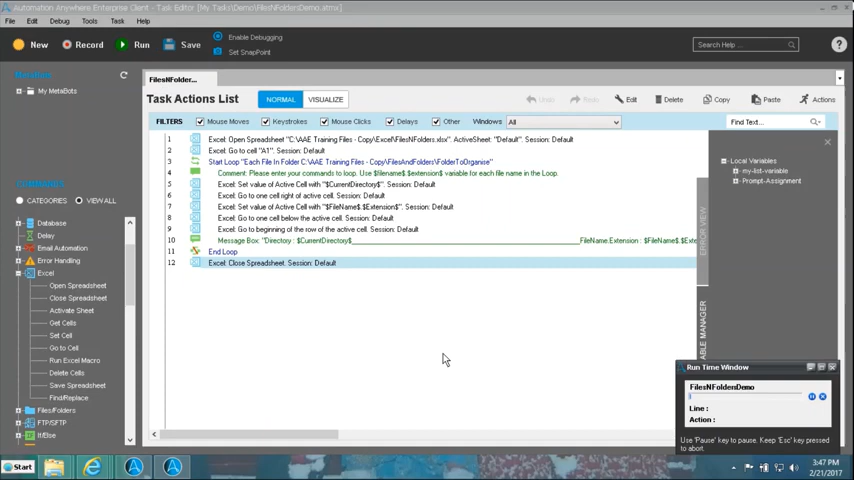 Automation Anywhere Enterprise Client - Task Editor [My Tasks\Demo\FilesNFoldersDemo.atmx]
File Edit Debug Tools Task Help
New Record Run Save
Enable Debugging
Set SnapPoint
Search Help ...
MetaBots
My MetaBots
FilesNFolder...
Task Actions List NORMAL VISUALIZE Undo Redo Edit Delete Copy Paste Actions
FILTERS Mouse Moves Keystrokes Mouse Clicks Delays Other Windows All Find Text...
1 Excel: Open Spreadsheet "C:\AAE Training Files - Copy\Excel\FilesNFolders.xlsx". ActiveSheet: "Default". Session: Default
2 Excel: Go to cell "A1". Session: Default
3 Start Loop "Each File In Folder C:\AAE Training Files - Copy\FilesAndFolders\FolderToOrganise"
4 Comment: Please enter your commands to loop. Use $filename$.$extension$ variable for each file name in the Loop.
5 Excel: Set value of Active Cell with "$CurrentDirectory$". Session: Default
6 Excel: Go to one cell right of active cell. Session: Default
7 Excel: Set value of Active Cell with "$FileName$.$Extension$". Session: Default
8 Excel: Go to one cell below the active cell. Session: Default
9 Excel: Go to beginning of the row of the active cell. Session: Default
10 Message Box: "Directory : $CurrentDirectory$ FileName.Extension : $FileName$.$Exte
11 End Loop
12 Excel: Close Spreadsheet. Session: Default
Local Variables
my-list-variable
Prompt-Assignment
ERROR VIEW
COMMANDS
CATEGORIES VIEW ALL
Database
Delay
Email Automation
Error Handling
Excel
Open Spreadsheet
Close Spreadsheet
Activate Sheet
Get Cells
Set Cell
Go to Cell
Run Excel Macro
Delete Cells
Save Spreadsheet
Find/Replace
Files/Folders
FTP/SFTP
If/Else
Run Time Window
FilesNFoldersDemo
Line :
Action :
Use 'Pause' key to pause. Keep 'Esc' key pressed
to abort.
Start
3:47 PM
2/21/2017